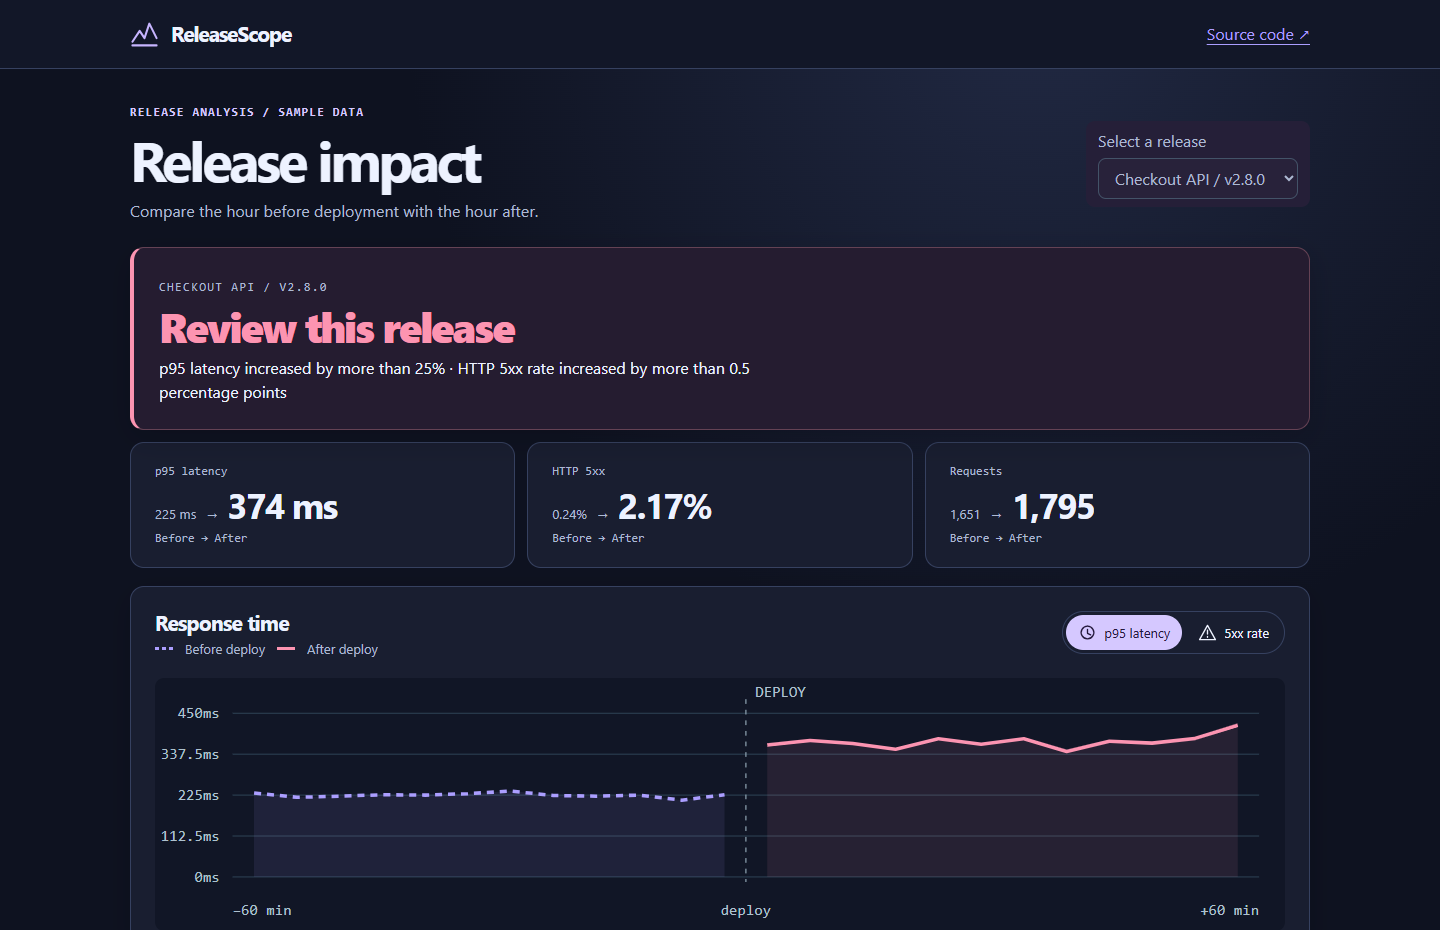 ReleaseScope
Source code ↗
RELEASE ANALYSIS / SAMPLE DATA
Release impact
Compare the hour before deployment with the hour after.
Select a release
Checkout API / v2.8.0
CHECKOUT API / V2.8.0
Review this release
p95 latency increased by more than 25% · HTTP 5xx rate increased by more than 0.5
percentage points
p95 latency
225 ms → 374 ms
Before → After
HTTP 5xx
0.24% → 2.17%
Before → After
Requests
1,651 → 1,795
Before → After
Response time
Before deploy After deploy
p95 latency
5xx rate
DEPLOY
450ms
337.5ms
225ms
112.5ms
0ms
−60 min deploy +60 min